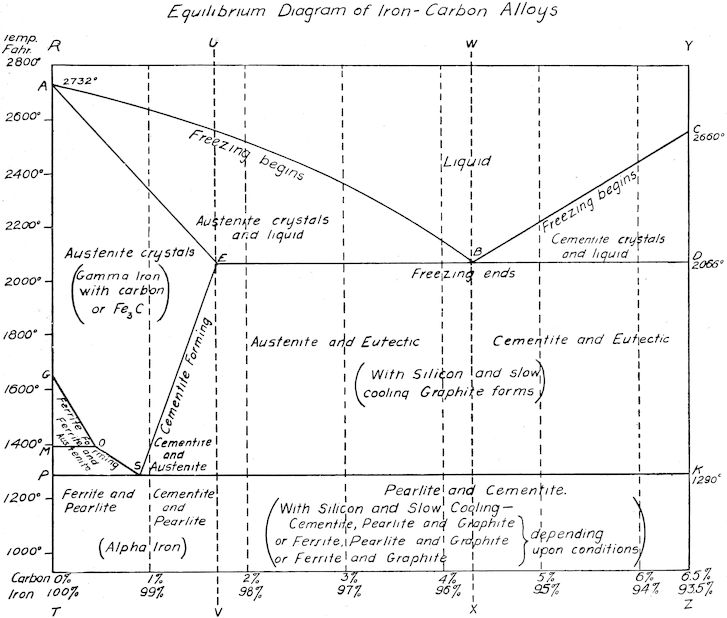 Equilibrium Diagram of Iron-Carbon Alloys
Temp.
Fahr.
R
U
W
Y
2800°
A
2732°
2600°
C
2660°
Freezing begins
Liquid
Freezing begins
2400°
2200°
Austenite crystals
and liquid
Cementite crystals
and liquid
Austenite crystals
(Gamma Iron
with carbon
or Fe3C)
E
B
D
2066°
Freezing ends
2000°
1800°
Cementite Forming
Austenite and Eutectic
Cementite and Eutectic
(With Silicon and slow
cooling Graphite forms)
G
1600°
Ferrite Forming
Ferrite and
Austenite
1400°
M
O
Cementite
and
Austenite
P
S
K
1290°
1200°
Ferrite and
Pearlite
Cementite
and
Pearlite
(Alpha Iron)
Pearlite and Cementite.
(With Silicon and Slow Cooling—
Cementite, Pearlite and Graphite
or Ferrite, Pearlite and Graphite
or Ferrite and Graphite
} depending
upon conditions)
1000°
Carbon 0% 1% 2% 3% 4% 5% 6% 6.5%
Iron 100% 99% 98% 97% 96% 95% 94% 93.5%
T V X Z